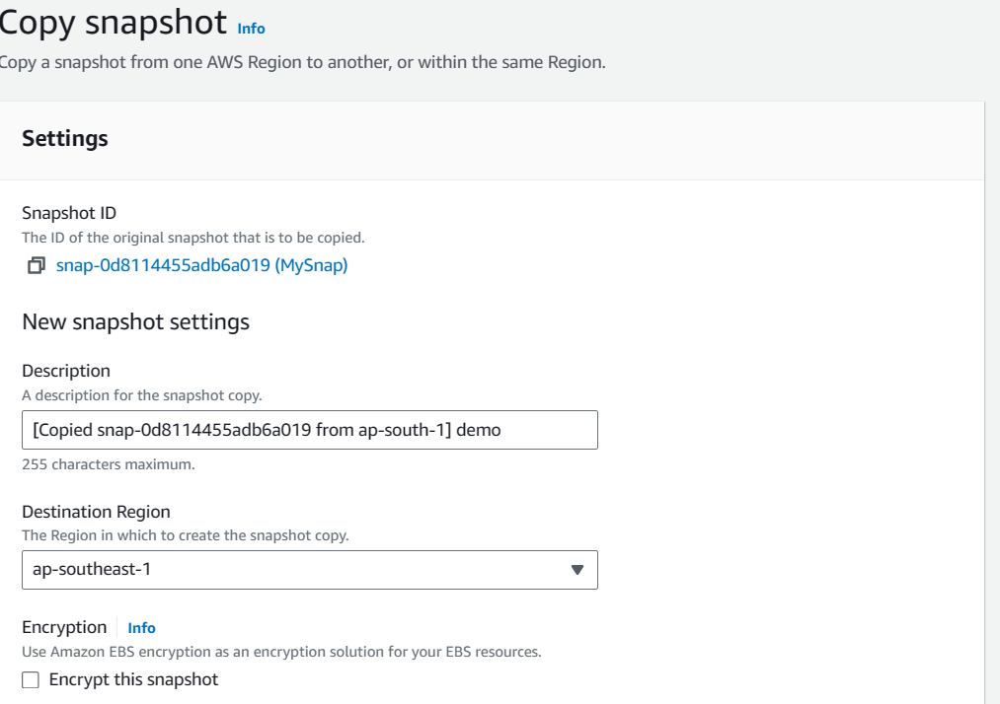 Copy snapshot Info
Copy a snapshot from one AWS Region to another, or within the same Region.
Settings
Snapshot ID
The ID of the original snapshot that is to be copied.
snap-0d8114455adb6a019 (MySnap)
New snapshot settings
Description
A description for the snapshot copy.
[Copied snap-0d8114455adb6a019 from ap-south-1] demo
255 characters maximum.
Destination Region
The Region in which to create the snapshot copy.
ap-southeast-1
Encryption Info
Use Amazon EBS encryption as an encryption solution for your EBS resources.
Encrypt this snapshot